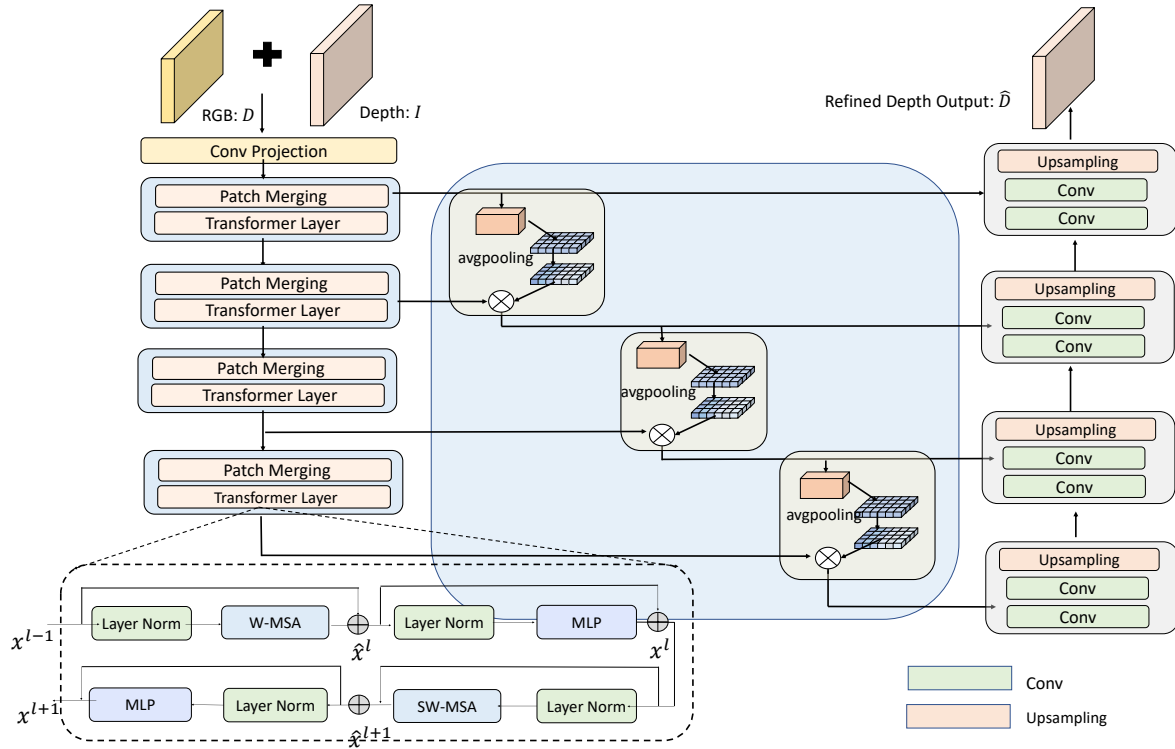 RGB: D
Depth: I
Refined Depth Output: D̂
Conv Projection
Patch Merging
Transformer Layer
Patch Merging
Transformer Layer
Patch Merging
Transformer Layer
Patch Merging
Transformer Layer
avgpooling
avgpooling
avgpooling
Upsampling
Conv
Conv
Upsampling
Conv
Conv
Upsampling
Conv
Conv
Upsampling
Conv
Conv
x^{l-1}
Layer Norm
W-MSA
x̂^{l}
Layer Norm
MLP
x^{l}
x^{l+1}
MLP
Layer Norm
x̂^{l+1}
SW-MSA
Layer Norm
Conv
Upsampling